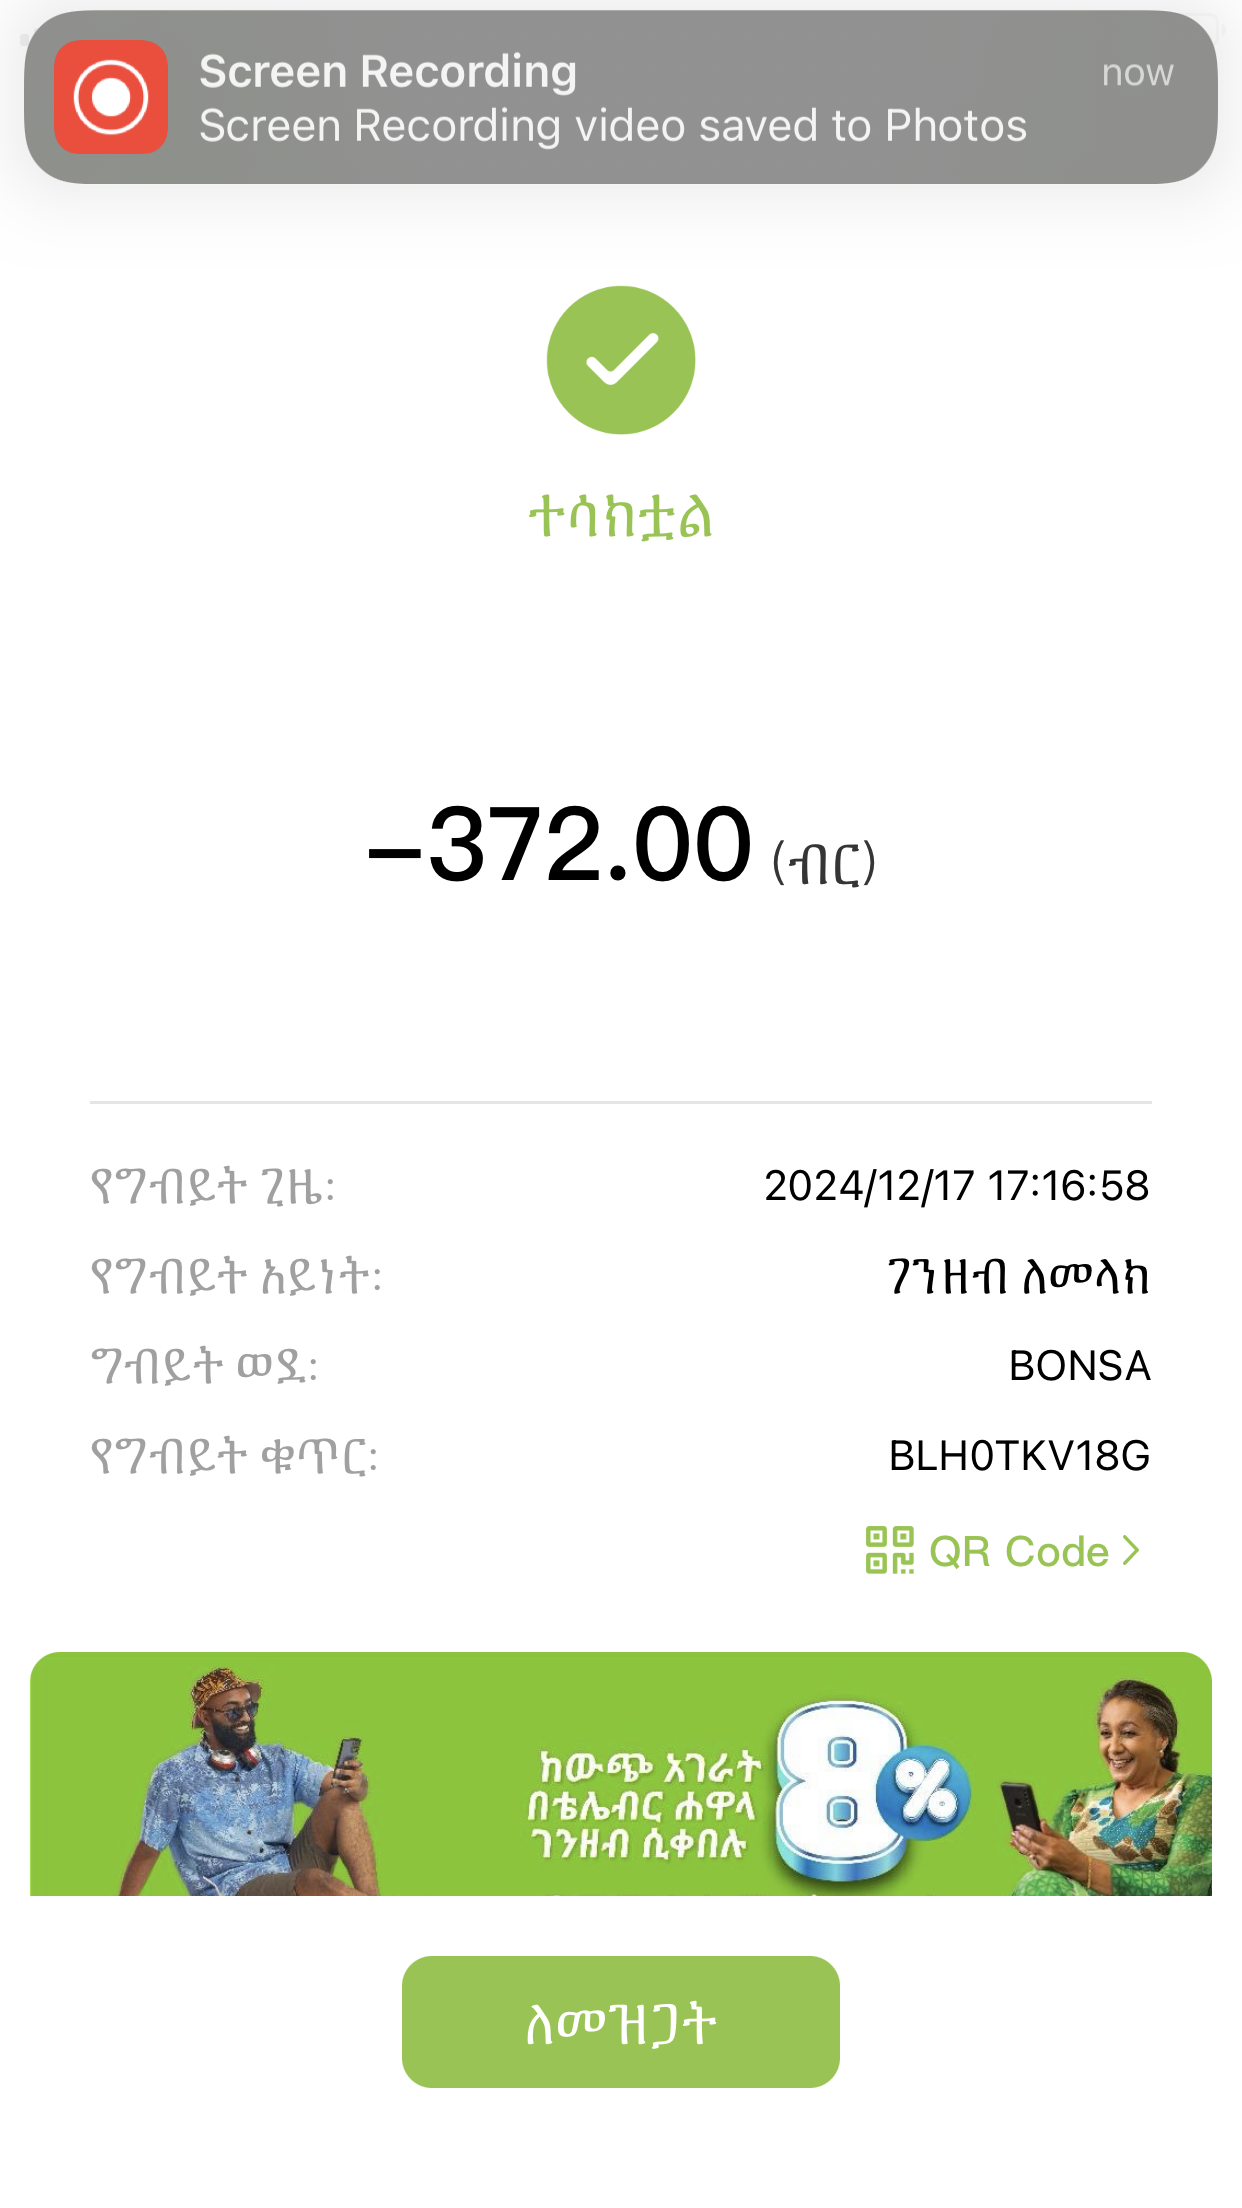 Screen Recording
now
Screen Recording video saved to Photos
ተሳክቷል
−372.00 (ብር)
የግብይት ጊዜ: 2024/12/17 17:16:58
የግብይት አይነት: ገንዘብ ለመላክ
ግብይት ወደ: BONSA
የግብይት ቁጥር: BLH0TKV18G
QR Code
ከውጭ አገራት
በቴሌብር ሐዋላ
ገንዘብ ሲቀበሉ
8%
ለመዝጋት